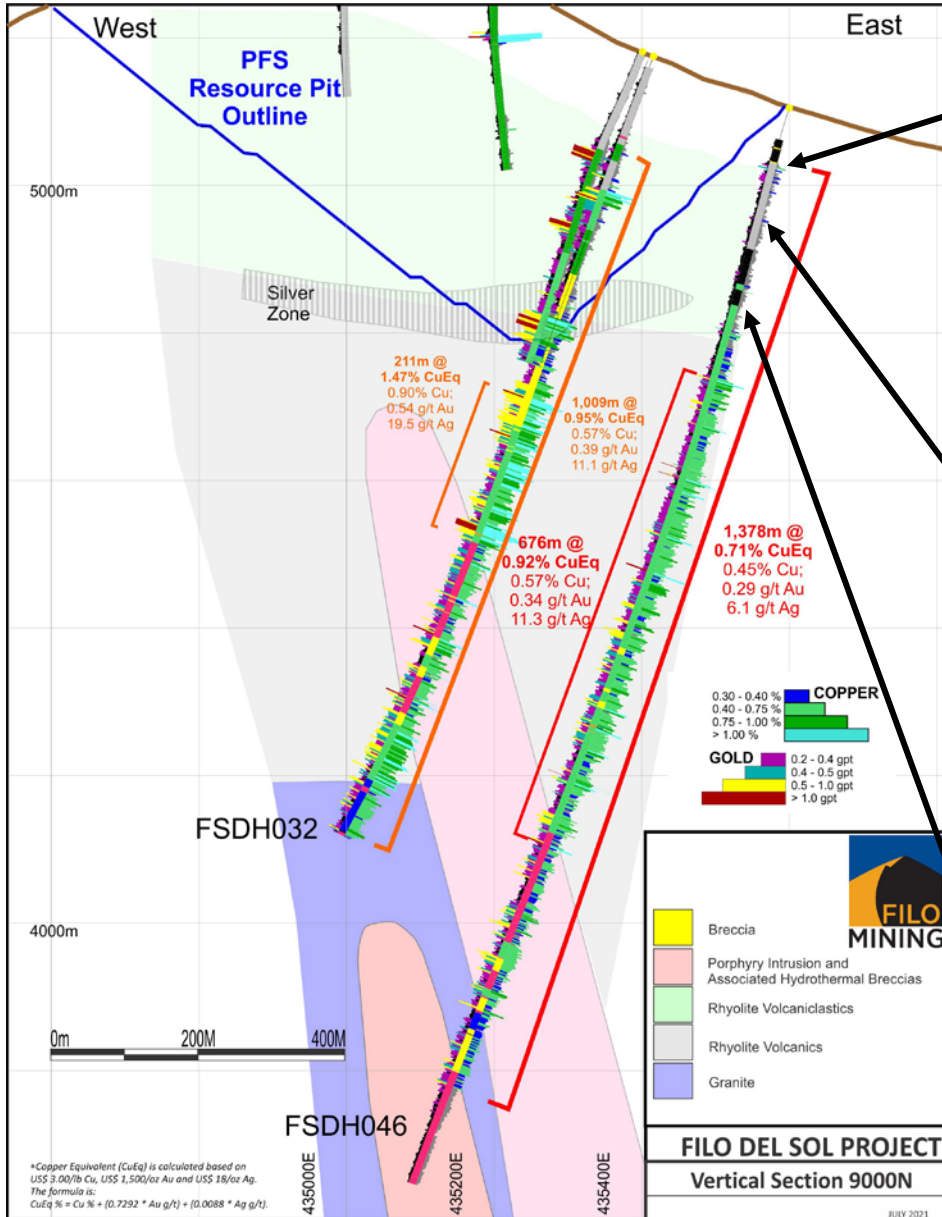 West
East
PFS
Resource Pit
Outline
5000m
Silver
Zone
211m @
1.47% CuEq
0.90% Cu;
0.54 g/t Au
19.5 g/t Ag
1,009m @
0.95% CuEq
0.57% Cu;
0.39 g/t Au
11.1 g/t Ag
676m @
0.92% CuEq
0.57% Cu;
0.34 g/t Au
11.3 g/t Ag
1,378m @
0.71% CuEq
0.45% Cu;
0.29 g/t Au
6.1 g/t Ag
0.30 - 0.40 %
COPPER
0.40 - 0.75 %
0.75 - 1.00 %
> 1.00 %
GOLD
0.2 - 0.4 gpt
0.4 - 0.5 gpt
0.5 - 1.0 gpt
> 1.0 gpt
FSDH032
4000m
FILO
MINING
Breccia
Porphyry Intrusion and
Associated Hydrothermal Breccias
Rhyolite Volcaniclastics
Rhyolite Volcanics
Granite
0m 200M 400M
FSDH046
435000E
435200E
435400E
*Copper Equivalent (CuEq) is calculated based on
US$ 3.00/lb Cu, US$ 1,500/oz Au and US$ 18/oz Ag.
The formula is:
CuEq % = Cu % + (0.7292 * Au g/t) + (0.0088 * Ag g/t).
FILO DEL SOL PROJECT
Vertical Section 9000N
JULY 2021